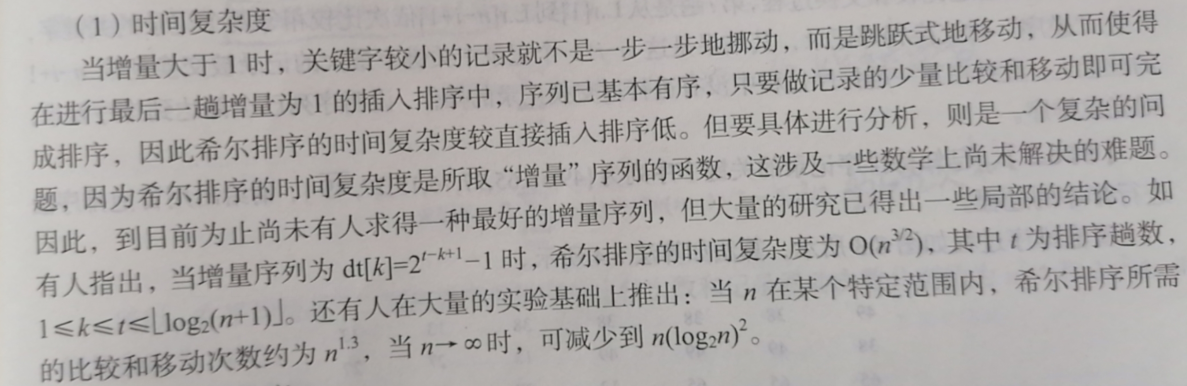 （1）时间复杂度
当增量大于1时，关键字较小的记录就不是一步一步地挪动，而是跳跃式地移动，从而使得
在进行最后一趟增量为1的插入排序中，序列已基本有序，只要做记录的少量比较和移动即可完
成排序，因此希尔排序的时间复杂度较直接插入排序低。但要具体进行分析，则是一个复杂的问
题，因为希尔排序的时间复杂度是所取“增量”序列的函数，这涉及一些数学上尚未解决的难题。
因此，到目前为止尚未有人求得一种最好的增量序列，但大量的研究已得出一些局部的结论。如
有人指出，当增量序列为 dt[k]=2^{t-k+1}-1 时，希尔排序的时间复杂度为 O(n^{3/2})，其中 t 为排序趟数，
1≤k≤t≤⌊log₂(n+1)⌋。还有人在大量的实验基础上推出：当 n 在某个特定范围内，希尔排序所需
的比较和移动次数约为 n^{1.3}，当 n→∞时，可减少到 n(log₂n)²。